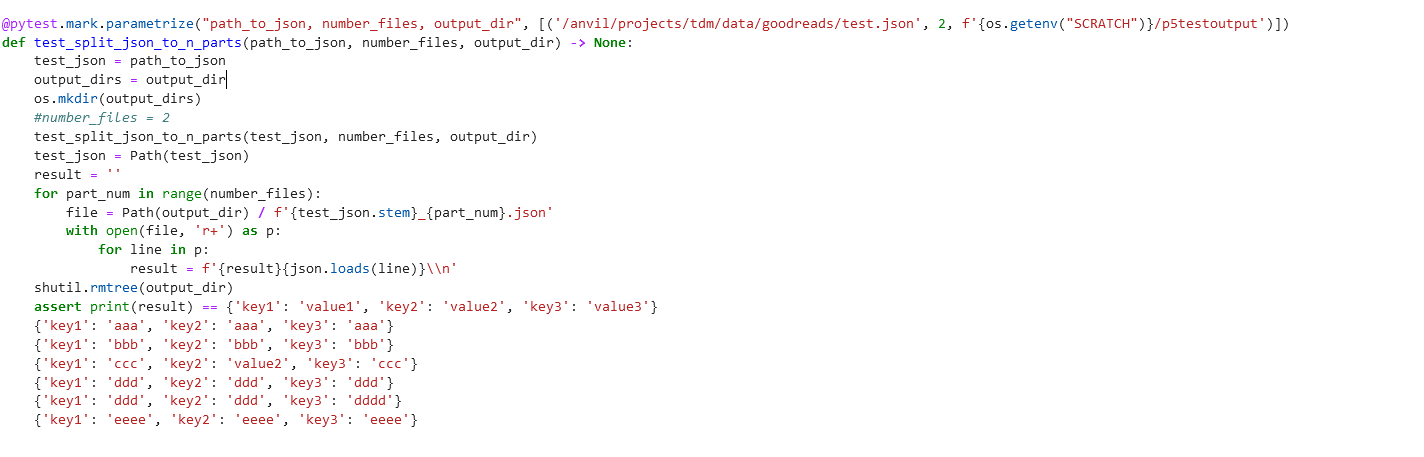 @pytest.mark.parametrize("path_to_json, number_files, output_dir", [('/anvil/projects/tdm/data/goodreads/test.json', 2, f'{os.getenv("SCRATCH")}/p5testoutput')])
def test_split_json_to_n_parts(path_to_json, number_files, output_dir) -> None:
    test_json = path_to_json
    output_dirs = output_dir
    os.mkdir(output_dirs)
    #number_files = 2
    test_split_json_to_n_parts(test_json, number_files, output_dir)
    test_json = Path(test_json)
    result = ''
    for part_num in range(number_files):
        file = Path(output_dir) / f'{test_json.stem}_{part_num}.json'
        with open(file, 'r+') as p:
            for line in p:
                result = f'{result}{json.loads(line)}\\n'
    shutil.rmtree(output_dir)
    assert print(result) == {'key1': 'value1', 'key2': 'value2', 'key3': 'value3'}
    {'key1': 'aaa', 'key2': 'aaa', 'key3': 'aaa'}
    {'key1': 'bbb', 'key2': 'bbb', 'key3': 'bbb'}
    {'key1': 'ccc', 'key2': 'value2', 'key3': 'ccc'}
    {'key1': 'ddd', 'key2': 'ddd', 'key3': 'ddd'}
    {'key1': 'ddd', 'key2': 'ddd', 'key3': 'dddd'}
    {'key1': 'eeee', 'key2': 'eeee', 'key3': 'eeee'}